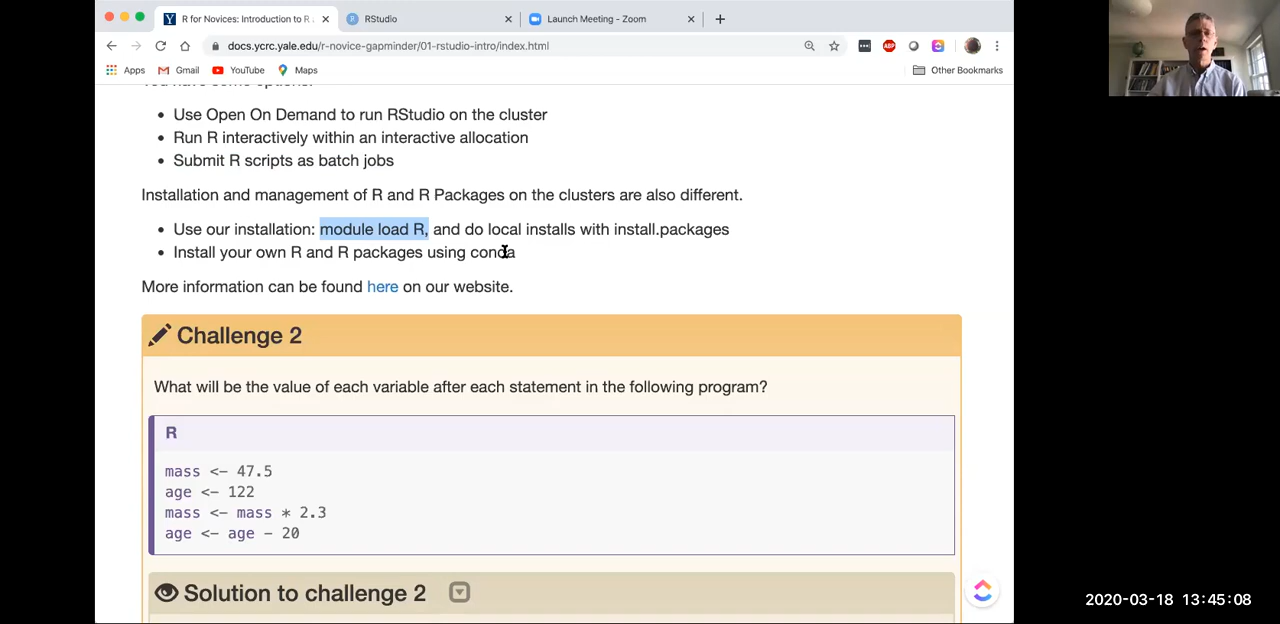 R for Novices: Introduction to R
RStudio
Launch Meeting - Zoom
docs.ycrc.yale.edu/r-novice-gapminder/01-rstudio-intro/index.html
ABP
Apps
Gmail
YouTube
Maps
Other Bookmarks
You have some options:
• Use Open On Demand to run RStudio on the cluster
• Run R interactively within an interactive allocation
• Submit R scripts as batch jobs
Installation and management of R and R Packages on the clusters are also different.
• Use our installation: module load R, and do local installs with install.packages
• Install your own R and R packages using conda
More information can be found here on our website.
Challenge 2
What will be the value of each variable after each statement in the following program?
R
mass <- 47.5
age <- 122
mass <- mass * 2.3
age <- age - 20
Solution to challenge 2
2020-03-18 13:45:08